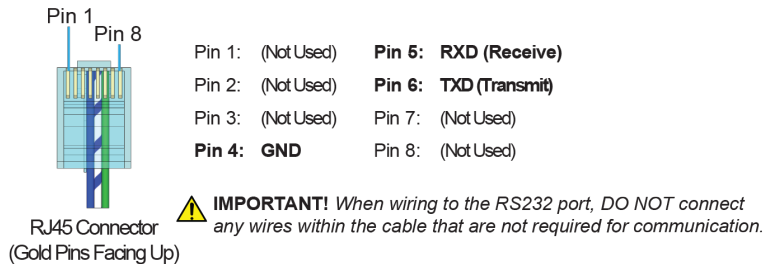 Pin 1
Pin 8
Pin 1: (Not Used) Pin 5: RXD (Receive)
Pin 2: (Not Used) Pin 6: TXD (Transmit)
Pin 3: (Not Used) Pin 7: (Not Used)
Pin 4: GND Pin 8: (Not Used)
IMPORTANT! When wiring to the RS232 port, DO NOT connect
any wires within the cable that are not required for communication.
RJ45 Connector
(Gold Pins Facing Up)